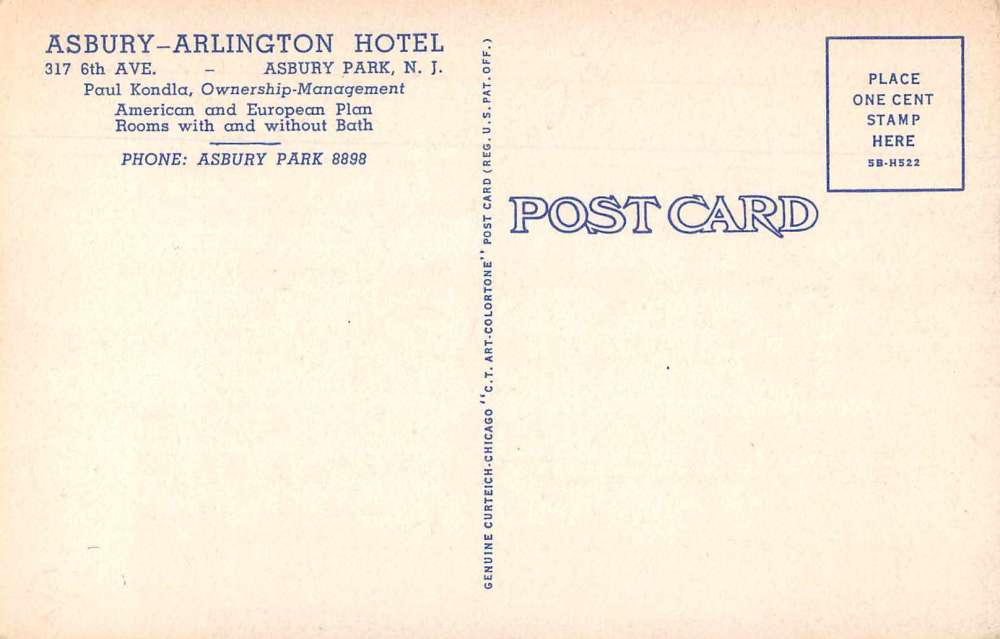 ASBURY–ARLINGTON HOTEL
317 6th AVE. – ASBURY PARK, N. J.
Paul Kondla, Ownership-Management
American and European Plan
Rooms with and without Bath
PHONE: ASBURY PARK 8898
GENUINE CURTEICH-CHICAGO "C.T. ART-COLORTONE" POST CARD (REG. U.S. PAT. OFF.)
POST CARD
PLACE
ONE CENT
STAMP
HERE
5B-H522